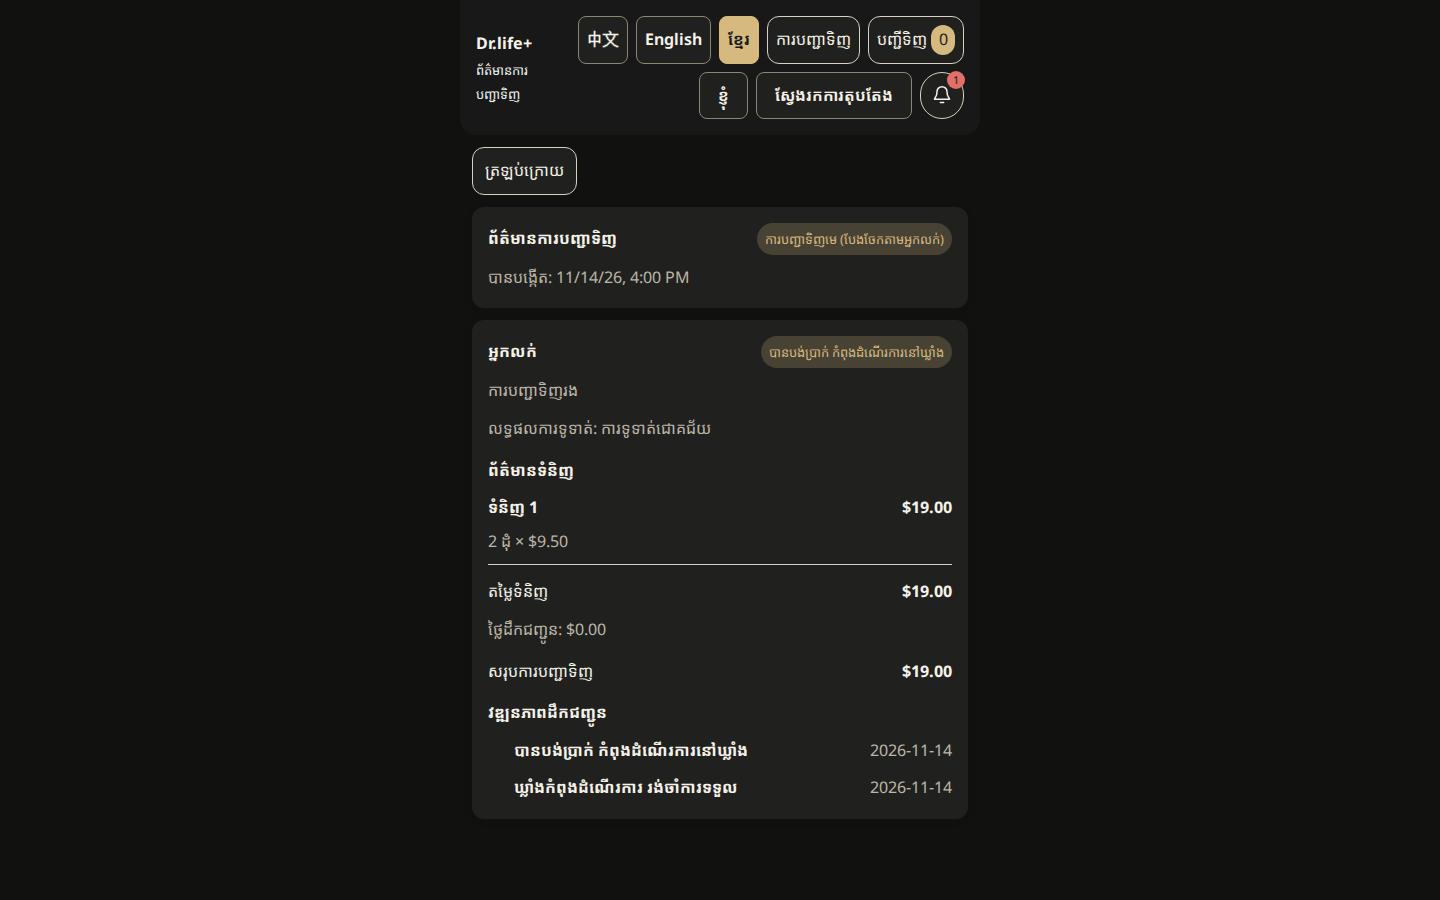 Dr.life+
ព័ត៌មានការ
បញ្ជាទិញ
中文
English
ខ្មែរ
ការបញ្ជាទិញ
បញ្ជីទិញ 0
ខ្ញុំ
ស្វែងរកការតុបតែង
1
ត្រឡប់ក្រោយ
ព័ត៌មានការបញ្ជាទិញ
ការបញ្ជាទិញមេ (បែងចែកតាមអ្នកលក់)
បានបង្កើត: 11/14/26, 4:00 PM
អ្នកលក់
បានបង់ប្រាក់ កំពុងដំណើរការនៅឃ្លាំង
ការបញ្ជាទិញរង
លទ្ធផលការទូទាត់: ការទូទាត់ជោគជ័យ
ព័ត៌មានទំនិញ
ទំនិញ 1 $19.00
2 ដុំ × $9.50
តម្លៃទំនិញ $19.00
ថ្លៃដឹកជញ្ជូន: $0.00
សរុបការបញ្ជាទិញ $19.00
វឌ្ឍនភាពដឹកជញ្ជូន
បានបង់ប្រាក់ កំពុងដំណើរការនៅឃ្លាំង 2026-11-14
ឃ្លាំងកំពុងដំណើរការ រង់ចាំការទទួល 2026-11-14